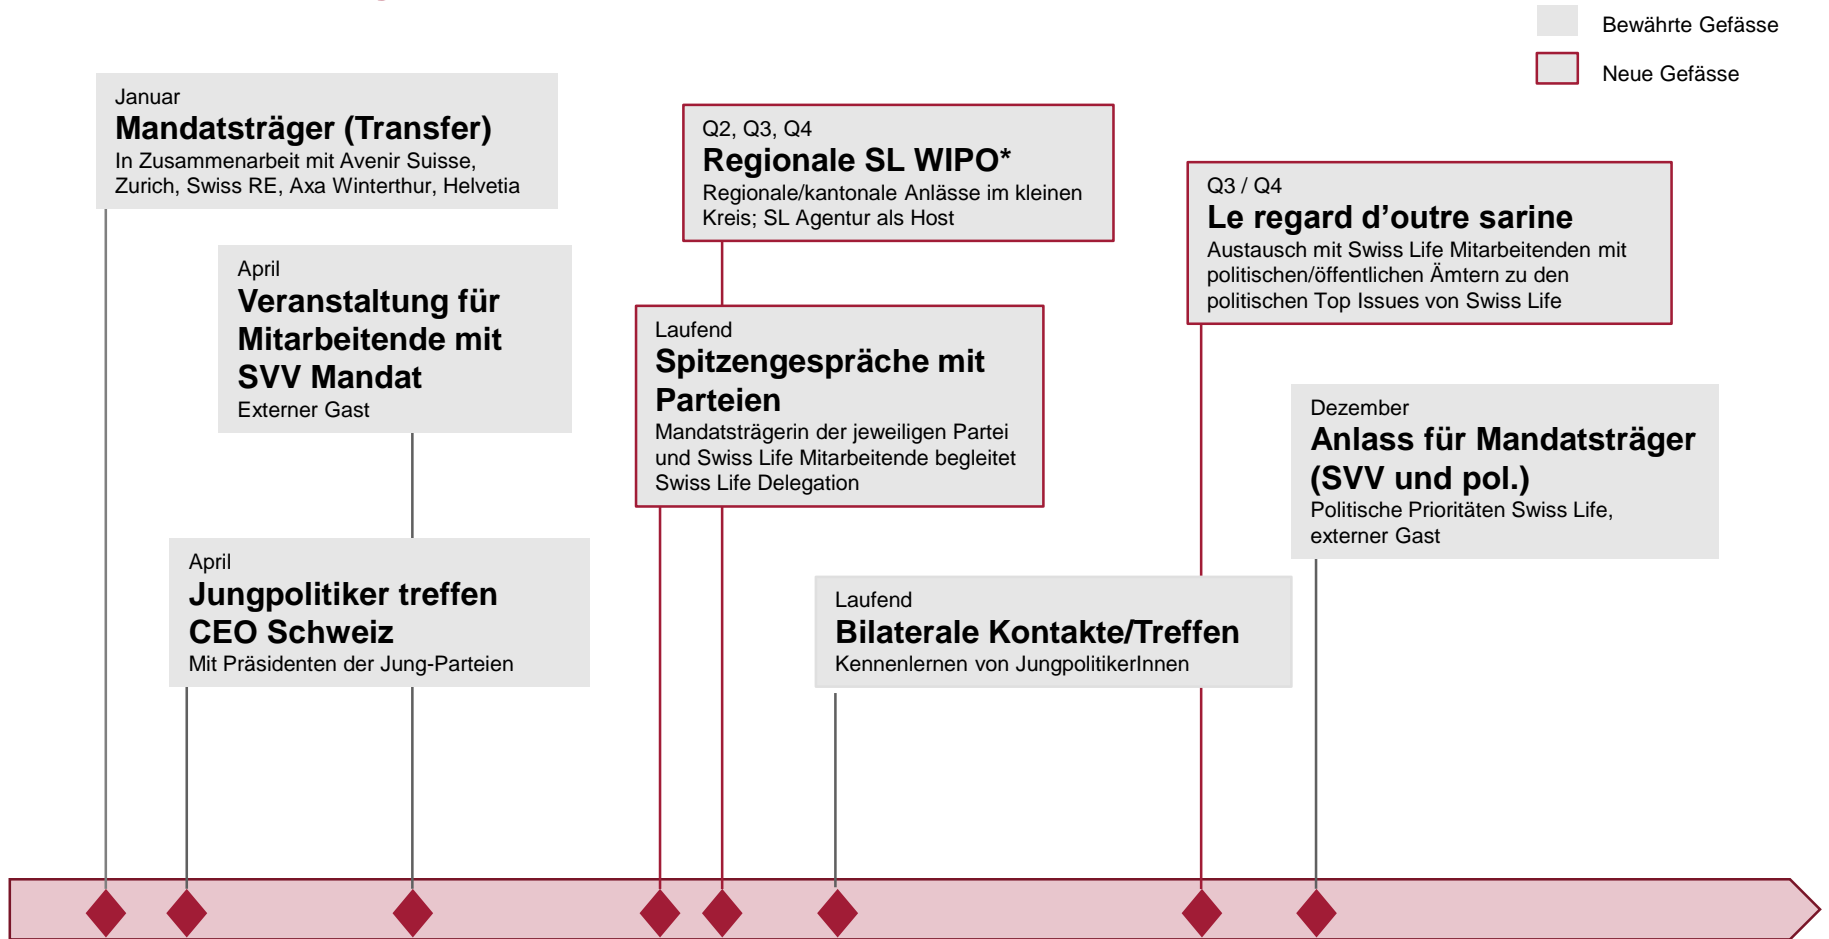 Bewährte Gefässe
Neue Gefässe
Januar
Mandatsträger (Transfer)
In Zusammenarbeit mit Avenir Suisse,
Zurich, Swiss RE, Axa Winterthur, Helvetia
April
Veranstaltung für
Mitarbeitende mit
SVV Mandat
Externer Gast
April
Jungpolitiker treffen
CEO Schweiz
Mit Präsidenten der Jung-Parteien
Q2, Q3, Q4
Regionale SL WIPO*
Regionale/kantonale Anlässe im kleinen
Kreis; SL Agentur als Host
Laufend
Spitzengespräche mit
Parteien
Mandatsträgerin der jeweiligen Partei
und Swiss Life Mitarbeitende begleitet
Swiss Life Delegation
Laufend
Bilaterale Kontakte/Treffen
Kennenlernen von JungpolitikerInnen
Q3 / Q4
Le regard d’outre sarine
Austausch mit Swiss Life Mitarbeitenden mit
politischen/öffentlichen Ämtern zu den
politischen Top Issues von Swiss Life
Dezember
Anlass für Mandatsträger
(SVV und pol.)
Politische Prioritäten Swiss Life,
externer Gast